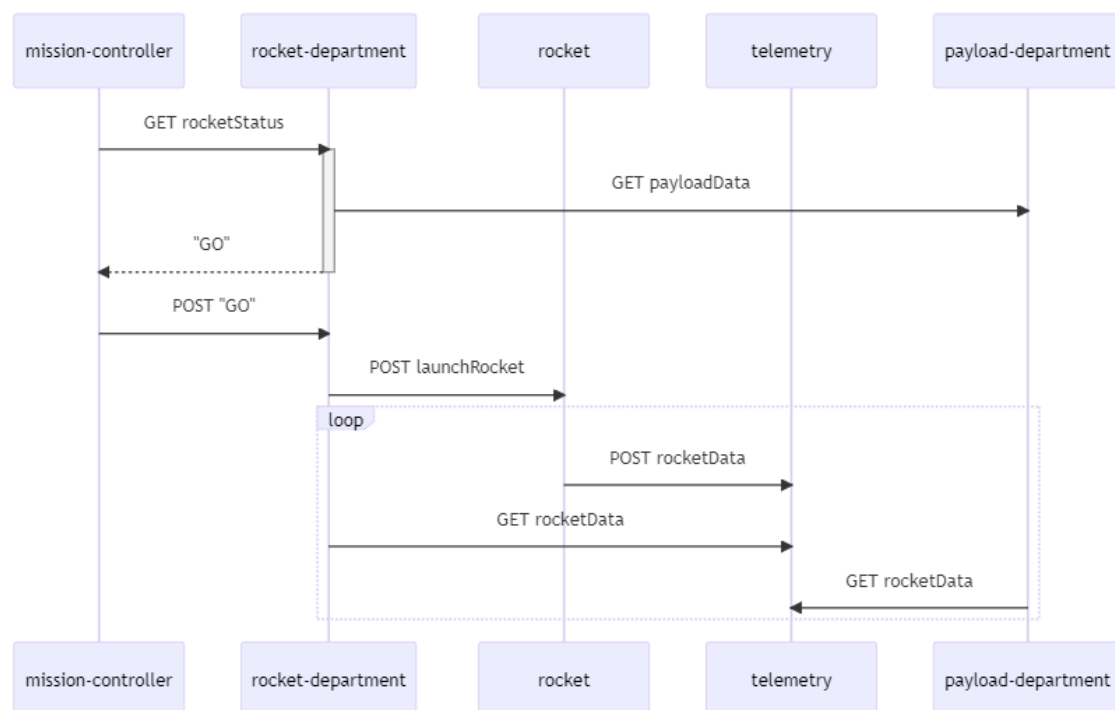 mission-controller
rocket-department
rocket
telemetry
payload-department
GET rocketStatus
GET payloadData
"GO"
POST "GO"
POST launchRocket
loop
POST rocketData
GET rocketData
GET rocketData
mission-controller
rocket-department
rocket
telemetry
payload-department